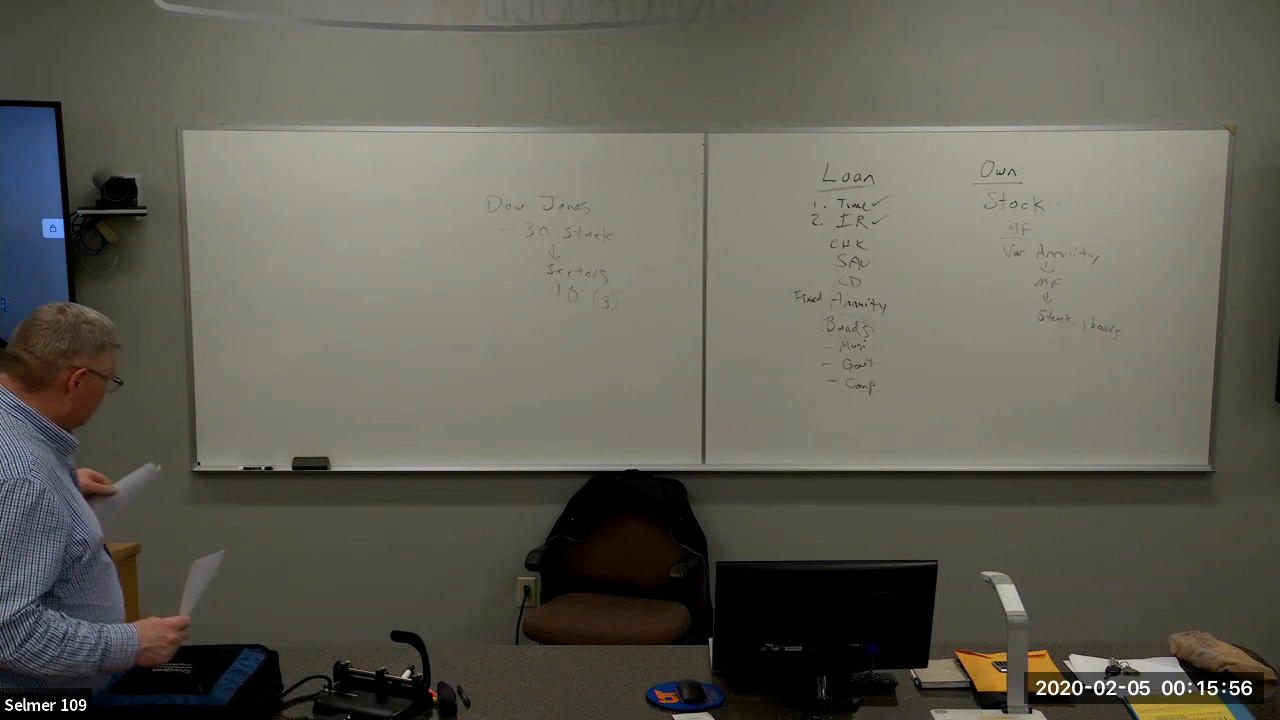 Dow Jones
- 30 Stock
↓
Sectors
10 (3)
Loan
1. Time ✓
2. IR ✓
CHK
SAV
CD
Fixed Annuity
Bonds
- Muni
- Govt
- Corp
Own
Stock
MF
Var Annuity
↓
MF
↓
Stock, bonds
Selmer 109
2020-02-05 00:15:56